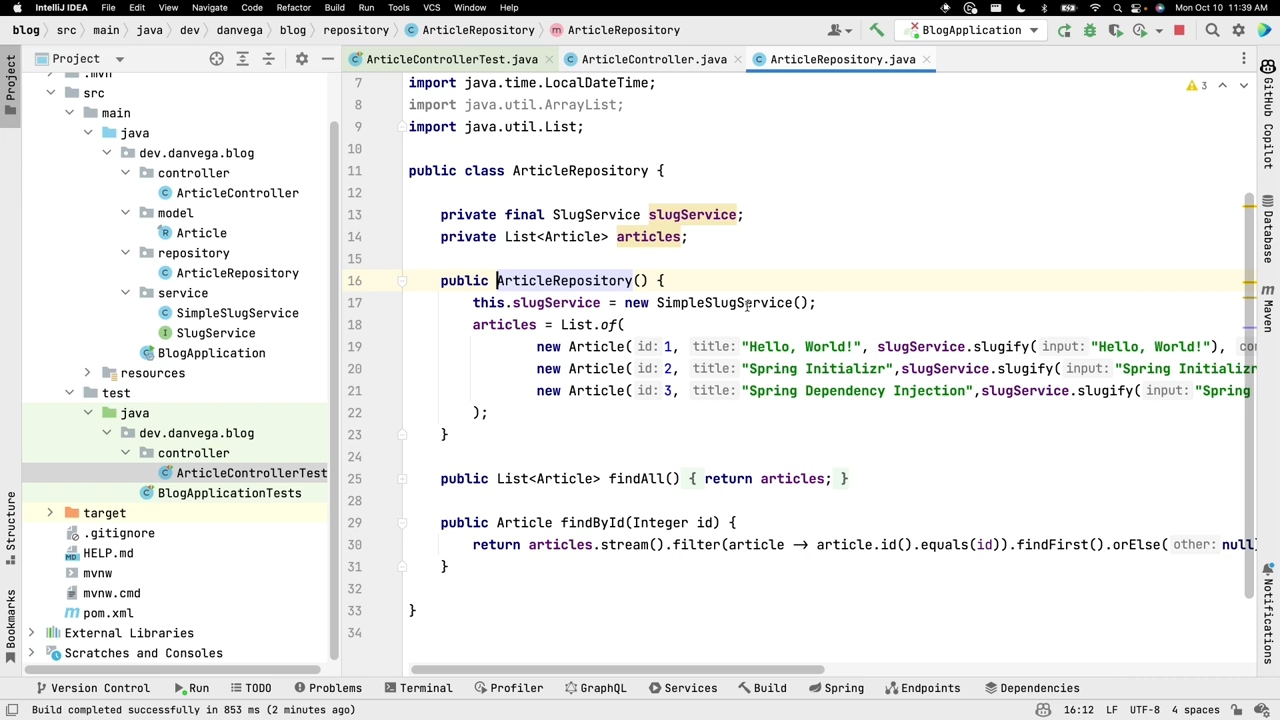 IntelliJ IDEA File Edit View Navigate Code Refactor Build Run Tools VCS Window Help Mon Oct 10 11:39 AM
blog src main java dev danvega blog repository ArticleRepository ArticleRepository BlogApplication
Project
ArticleControllerTest.java ArticleController.java ArticleRepository.java
Project
.mvn
src
main
java
dev.danvega.blog
controller
ArticleController
model
Article
repository
ArticleRepository
service
SimpleSlugService
SlugService
BlogApplication
resources
test
java
dev.danvega.blog
controller
ArticleControllerTest
BlogApplicationTests
target
.gitignore
HELP.md
mvnw
mvnw.cmd
pom.xml
External Libraries
Scratches and Consoles
Structure
Bookmarks
3
7 import java.time.LocalDateTime;
8 import java.util.ArrayList;
9 import java.util.List;
10
11 public class ArticleRepository {
12
13 private final SlugService slugService;
14 private List<Article> articles;
15
16 public ArticleRepository() {
17 this.slugService = new SimpleSlugService();
18 articles = List.of(
19 new Article( id: 1, title: "Hello, World!", slugService.slugify( input: "Hello, World!"), con
20 new Article( id: 2, title: "Spring Initializr",slugService.slugify( input: "Spring Initializr
21 new Article( id: 3, title: "Spring Dependency Injection",slugService.slugify( input: "Spring
22 );
23 }
24
25 public List<Article> findAll() { return articles; }
28
29 public Article findById(Integer id) {
30 return articles.stream().filter(article -> article.id().equals(id)).findFirst().orElse( other: null)
31 }
32
33 }
34
GitHub Copilot
Database
Maven
Notifications
Version Control Run TODO Problems Terminal Profiler GraphQL Services Build Spring Endpoints Dependencies
Build completed successfully in 853 ms (2 minutes ago) 16:12 LF UTF-8 4 spaces